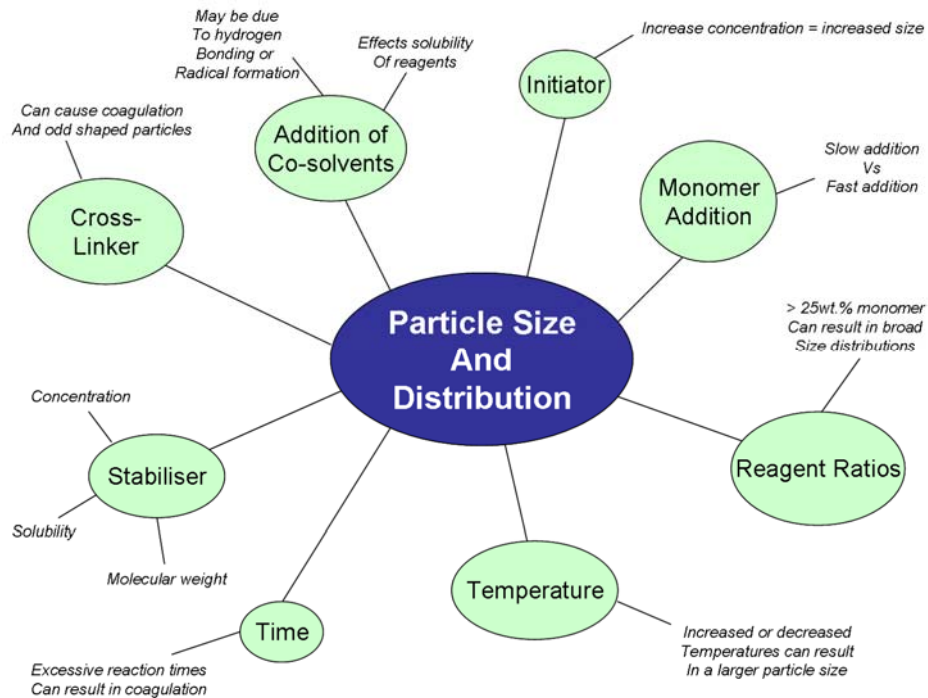 May be due
To hydrogen
Bonding or
Radical formation
Effects solubility
Of reagents
Increase concentration = increased size
Initiator
Can cause coagulation
And odd shaped particles
Addition of
Co-solvents
Slow addition
Vs
Fast addition
Monomer
Addition
Cross-
Linker
Particle Size
And
Distribution
> 25wt.% monomer
Can result in broad
Size distributions
Concentration
Stabiliser
Reagent Ratios
Solubility
Molecular weight
Temperature
Time
Increased or decreased
Temperatures can result
In a larger particle size
Excessive reaction times
Can result in coagulation